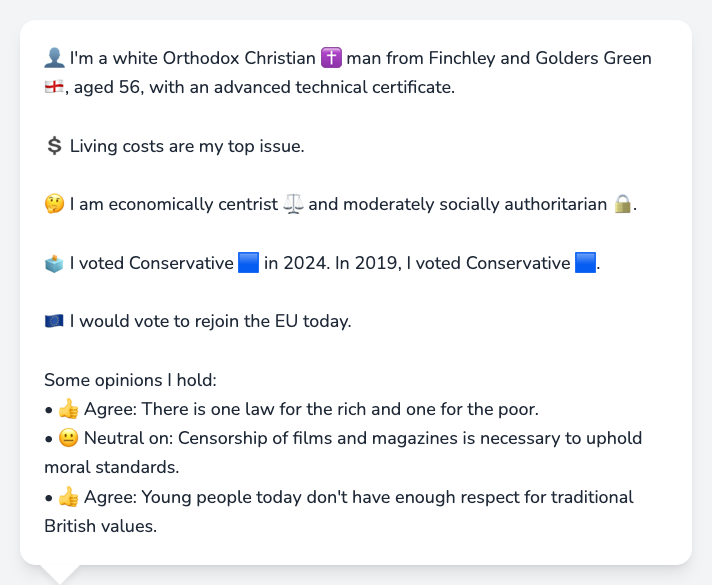 👤 I'm a white Orthodox Christian ✝️ man from Finchley and Golders Green
🏴󠁧󠁢󠁥󠁮󠁧󠁿, aged 56, with an advanced technical certificate.
💲 Living costs are my top issue.
🤔 I am economically centrist ⚖️ and moderately socially authoritarian 🔒.
🗳️ I voted Conservative 🟦 in 2024. In 2019, I voted Conservative 🟦.
🇪🇺 I would vote to rejoin the EU today.
Some opinions I hold:
• 👍 Agree: There is one law for the rich and one for the poor.
• 😐 Neutral on: Censorship of films and magazines is necessary to uphold
moral standards.
• 👍 Agree: Young people today don't have enough respect for traditional
British values.